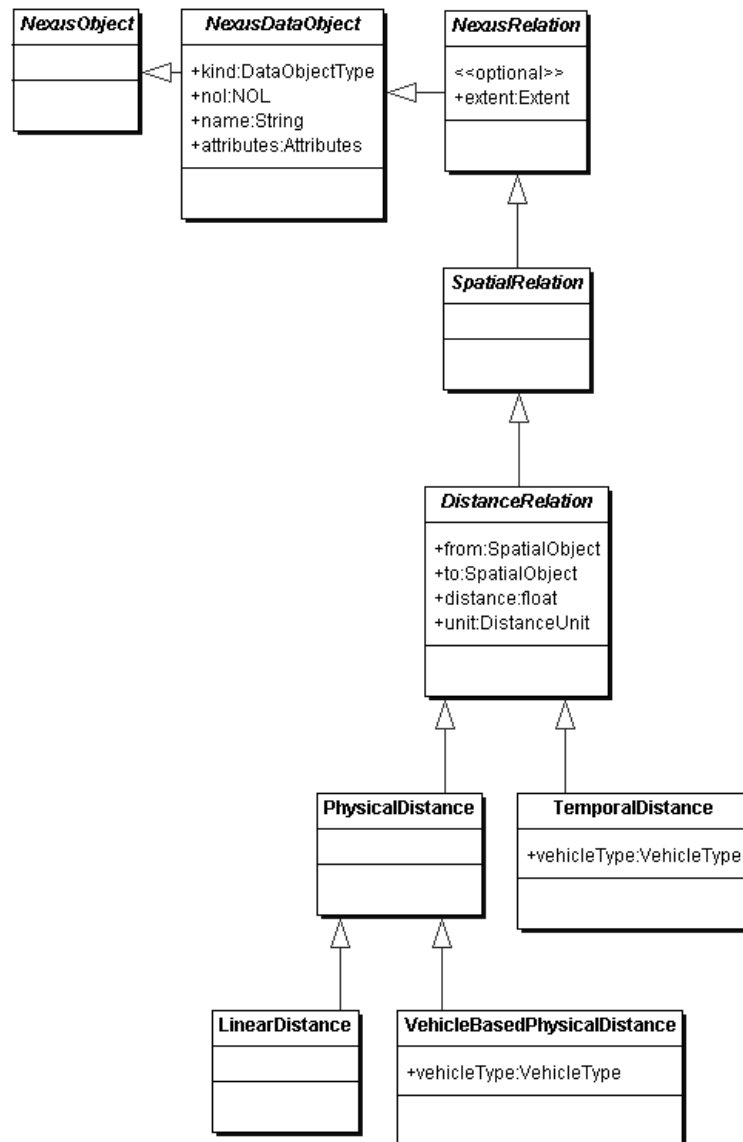 NexusObject
NexusDataObject
+kind:DataObjectType
+nol:NOL
+name:String
+attributes:Attributes
NexusRelation
<<optional>>
+extent:Extent
SpatialRelation
DistanceRelation
+from:SpatialObject
+to:SpatialObject
+distance:float
+unit:DistanceUnit
PhysicalDistance
TemporalDistance
+vehicleType:VehicleType
LinearDistance
VehicleBasedPhysicalDistance
+vehicleType:VehicleType